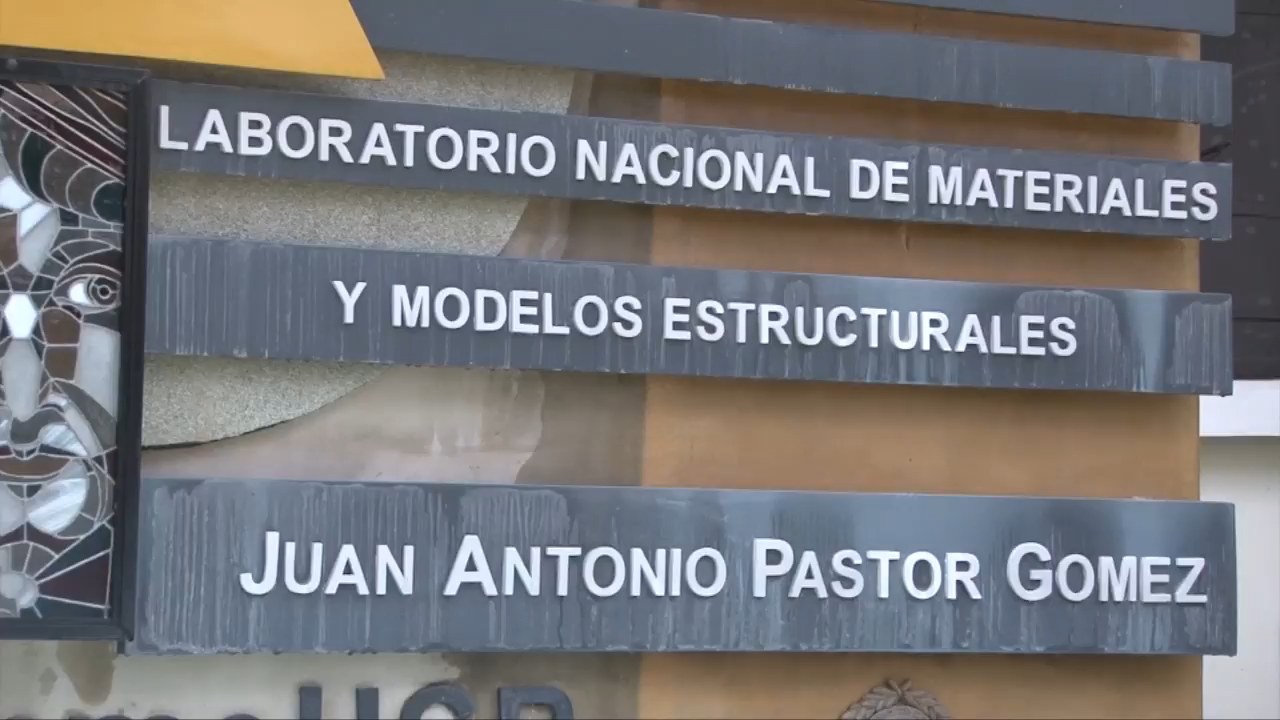 LABORATORIO NACIONAL DE MATERIALES
Y MODELOS ESTRUCTURALES
JUAN ANTONIO PASTOR GOMEZ